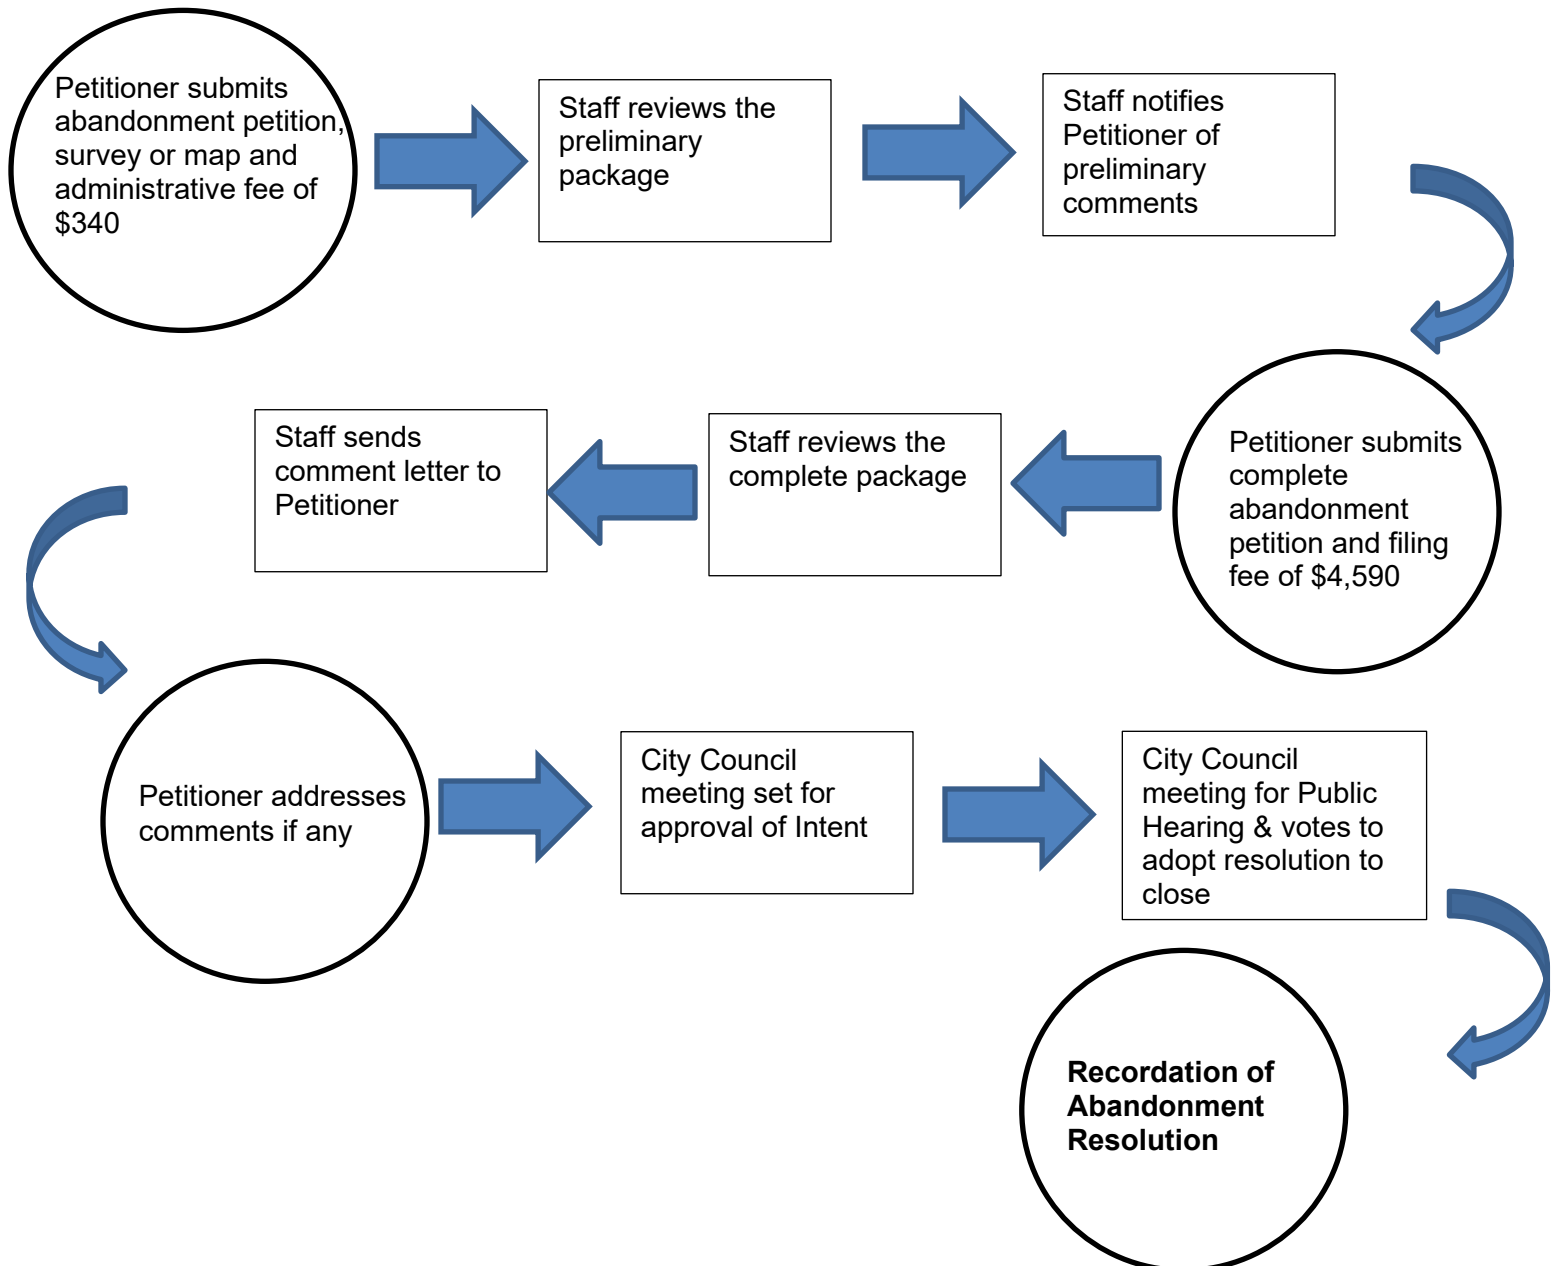 Petitioner submits
abandonment petition,
survey or map and
administrative fee of
$340
Staff reviews the
preliminary
package
Staff notifies
Petitioner of
preliminary
comments
Petitioner submits
complete
abandonment
petition and filing
fee of $4,590
Staff reviews the
complete package
Staff sends
comment letter to
Petitioner
Petitioner addresses
comments if any
City Council
meeting set for
approval of Intent
City Council
meeting for Public
Hearing & votes to
adopt resolution to
close
Recordation of
Abandonment
Resolution